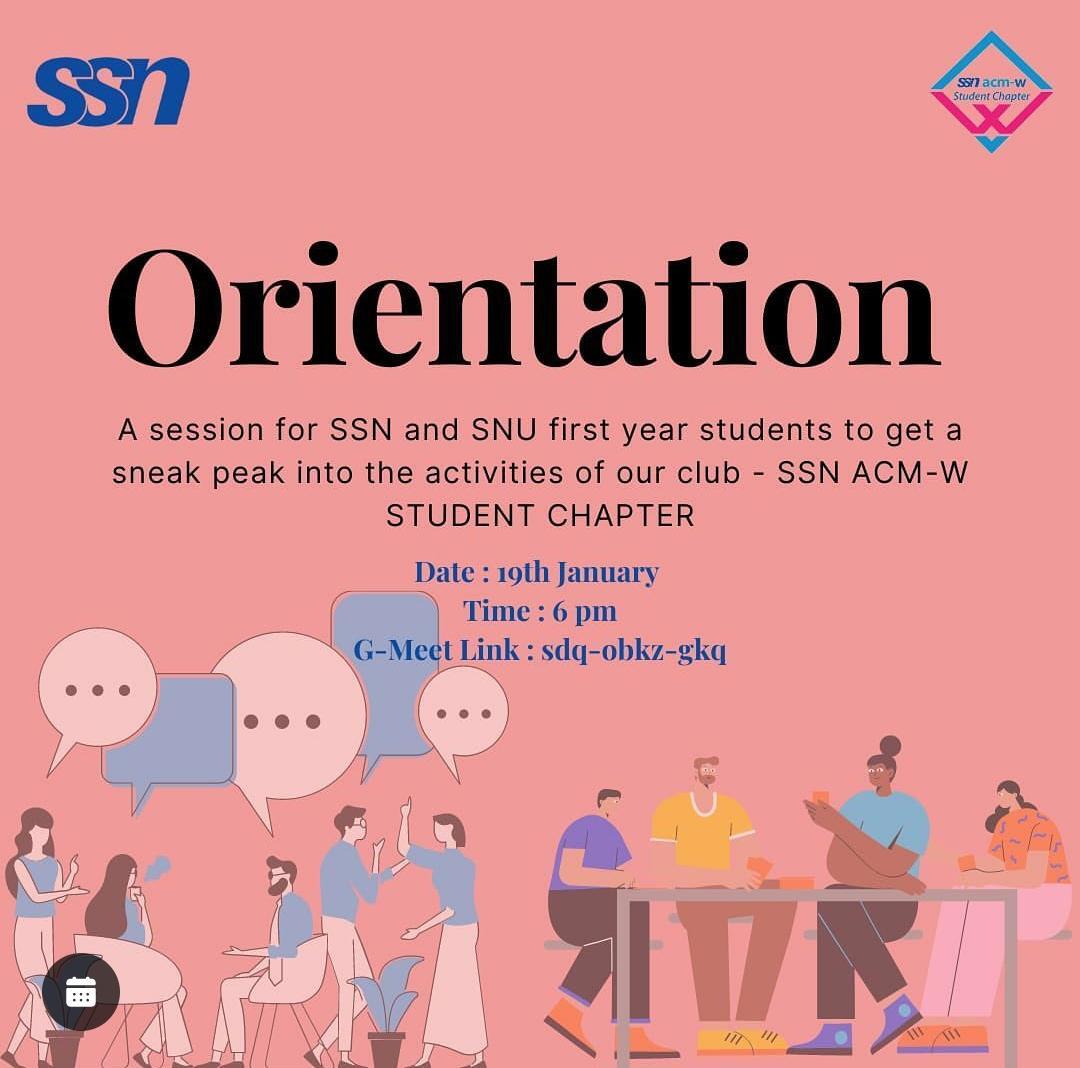 ssn
ssn acm-w
Student Chapter
Orientation
A session for SSN and SNU first year students to get a
sneak peak into the activities of our club - SSN ACM-W
STUDENT CHAPTER
Date : 19th January
Time : 6 pm
G-Meet Link : sdq-obkz-gkq